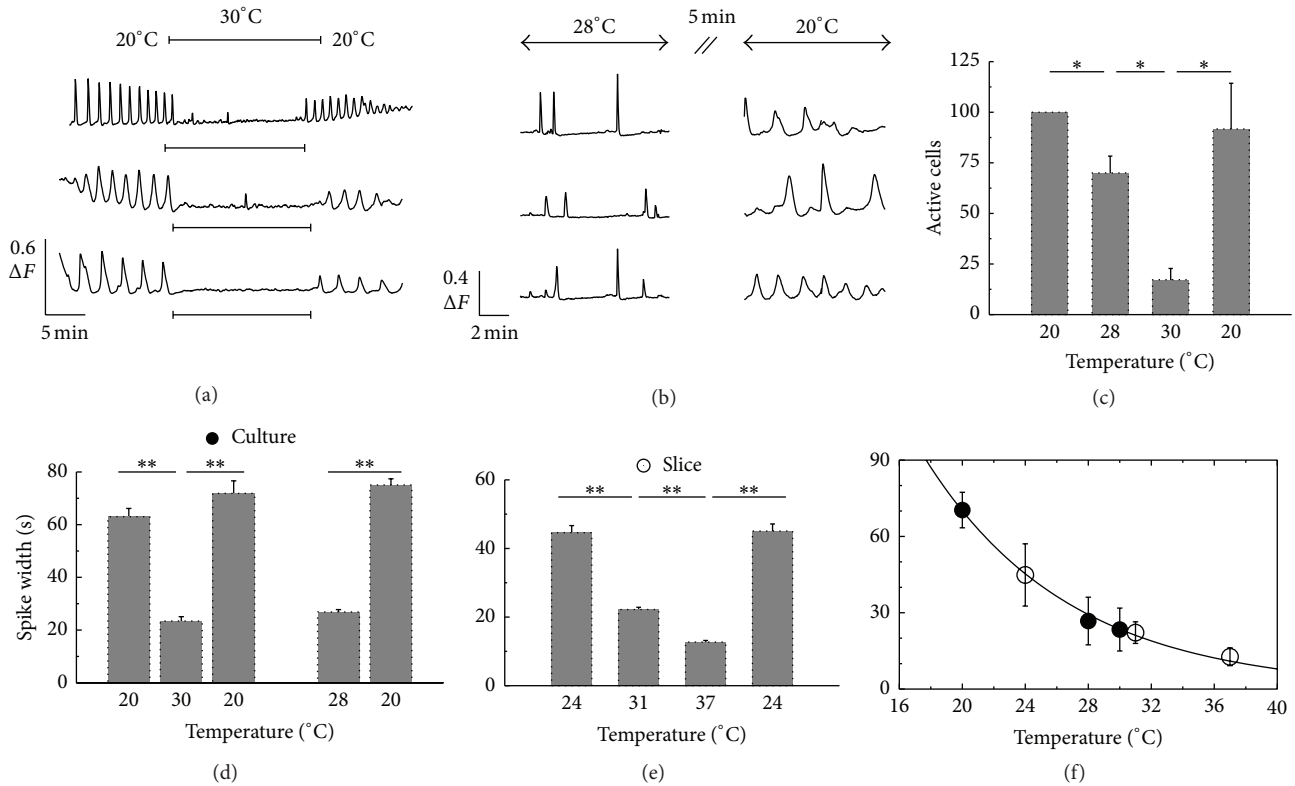 30˚C
20˚C
20˚C
0.6
ΔF
5 min
(a)
28˚C
5 min
20˚C
0.4
ΔF
2 min
(b)
125
100
75
50
25
0
Active cells
* * *
20 28 30 20
Temperature (˚C)
(c)
Culture
80
60
40
20
0
Spike width (s)
** ** **
20 30 20 28 20
Temperature (˚C)
(d)
Slice
60
40
20
0
** ** **
24 31 37 24
Temperature (˚C)
(e)
90
60
30
0
16 20 24 28 32 36 40
Temperature (˚C)
(f)